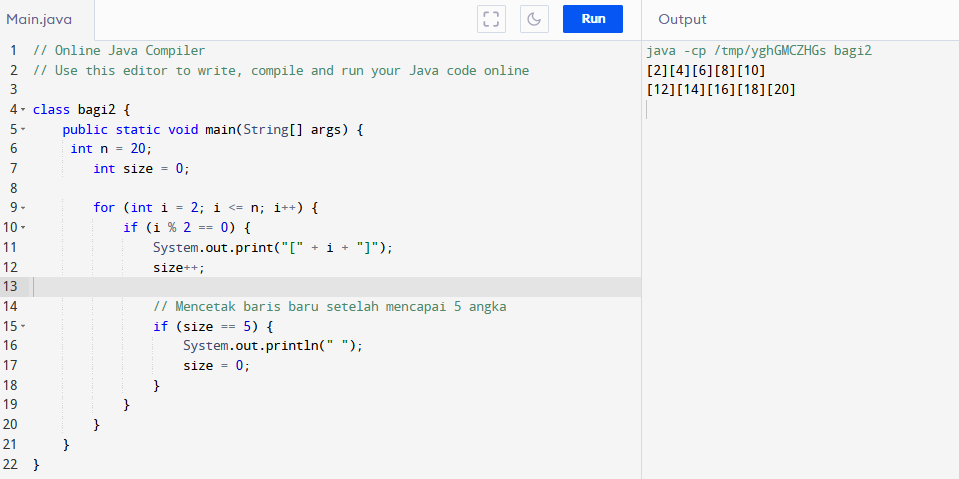 Main.java
Run
Output
1 // Online Java Compiler
2 // Use this editor to write, compile and run your Java code online
3
4 class bagi2 {
5 public static void main(String[] args) {
6 int n = 20;
7 int size = 0;
8
9 for (int i = 2; i <= n; i++) {
10 if (i % 2 == 0) {
11 System.out.print("[" + i + "]");
12 size++;
13
14 // Mencetak baris baru setelah mencapai 5 angka
15 if (size == 5) {
16 System.out.println(" ");
17 size = 0;
18 }
19 }
20 }
21 }
22 }
java -cp /tmp/yghGMCZHGs bagi2
[2][4][6][8][10]
[12][14][16][18][20]